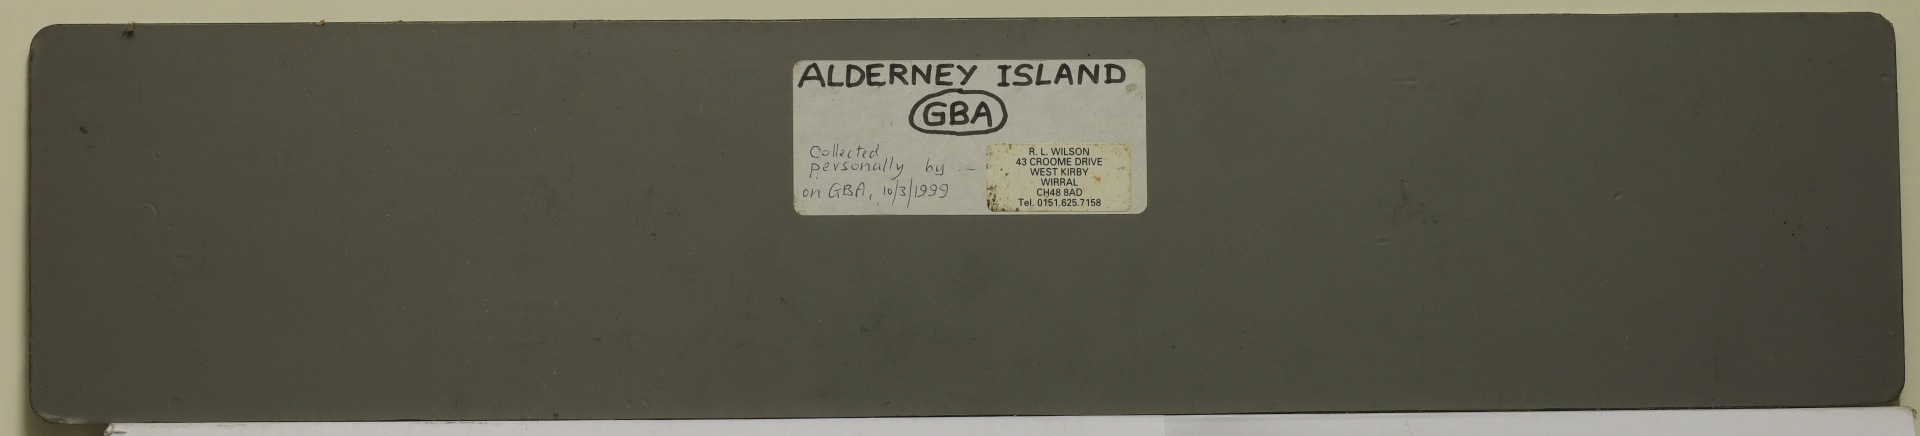 ALDERNEY ISLAND
GBA
Collected
personally by :-
on GBA, 10/3/1999
R. L. WILSON
43 CROOME DRIVE
WEST KIRBY
WIRRAL
CH48 8AD
Tel. 0151.625.7158